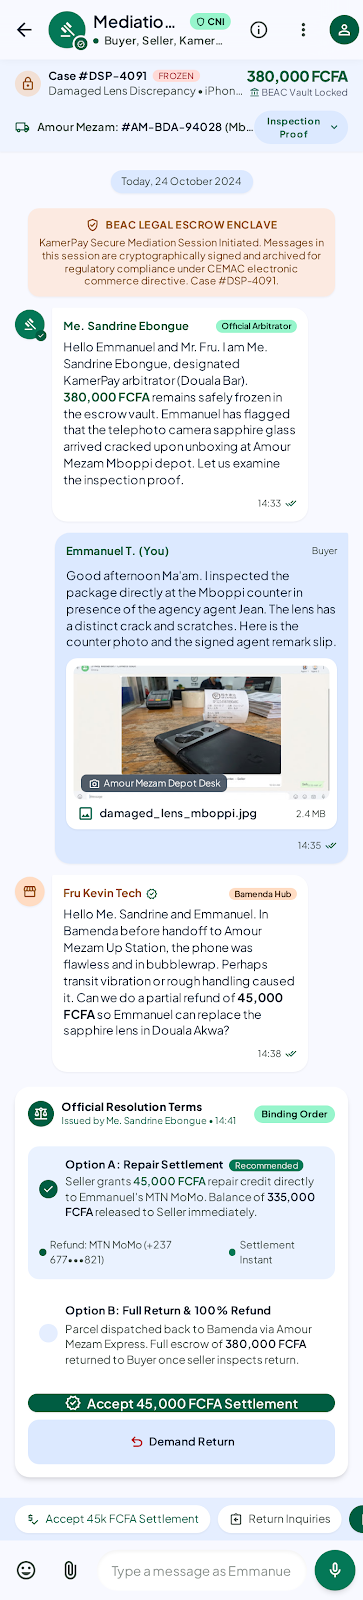 Mediatio...
CNI
Buyer, Seller, Kamer...
Case #DSP-4091
FROZEN
380,000 FCFA
Damaged Lens Discrepancy • iPhon...
BEAC Vault Locked
Amour Mezam: #AM-BDA-94028 (Mb...
Inspection
Proof
Today, 24 October 2024
BEAC LEGAL ESCROW ENCLAVE
KamerPay Secure Mediation Session Initiated. Messages in
this session are cryptographically signed and archived for
regulatory compliance under CEMAC electronic
commerce directive. Case #DSP-4091.
Me. Sandrine Ebongue
Official Arbitrator
Hello Emmanuel and Mr. Fru. I am Me.
Sandrine Ebongue, designated
KamerPay arbitrator (Douala Bar).
380,000 FCFA remains safely frozen in
the escrow vault. Emmanuel has flagged
that the telephoto camera sapphire glass
arrived cracked upon unboxing at Amour
Mezam Mboppi depot. Let us examine
the inspection proof.
14:33
Emmanuel T. (You)
Buyer
Good afternoon Ma'am. I inspected the
package directly at the Mboppi counter in
presence of the agency agent Jean. The lens has
a distinct crack and scratches. Here is the
counter photo and the signed agent remark slip.
Amour Mezam Depot Desk
damaged_lens_mboppi.jpg
2.4 MB
14:35
Fru Kevin Tech
Bamenda Hub
Hello Me. Sandrine and Emmanuel. In
Bamenda before handoff to Amour
Mezam Up Station, the phone was
flawless and in bubblewrap. Perhaps
transit vibration or rough handling caused
it. Can we do a partial refund of 45,000
FCFA so Emmanuel can replace the
sapphire lens in Douala Akwa?
14:38
Official Resolution Terms
Issued by Me. Sandrine Ebongue • 14:41
Binding Order
Option A: Repair Settlement
Recommended
Seller grants 45,000 FCFA repair credit directly
to Emmanuel's MTN MoMo. Balance of 335,000
FCFA released to Seller immediately.
Refund: MTN MoMo (+237
677•••821)
Settlement
Instant
Option B: Full Return & 100% Refund
Parcel dispatched back to Bamenda via Amour
Mezam Express. Full escrow of 380,000 FCFA
returned to Buyer once seller inspects return.
Accept 45,000 FCFA Settlement
Demand Return
Accept 45k FCFA Settlement
Return Inquiries
Type a message as Emmanue